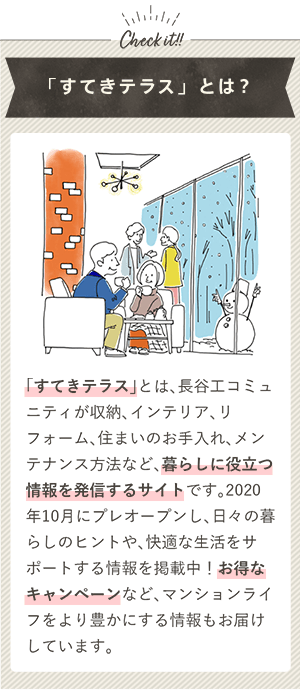 Check it!!
「すてきテラス」とは？
「すてきテラス」とは、長谷工コミュ
ニティが収納、インテリア、リ
フォーム、住まいのお手入れ、メン
テナンス方法など、暮らしに役立つ
情報を発信するサイトです。2020
年10月にプレオープンし、日々の暮
らしのヒントや、快適な生活をサ
ポートする情報を掲載中！お得な
キャンペーンなど、マンションライ
フをより豊かにする情報もお届け
しています。